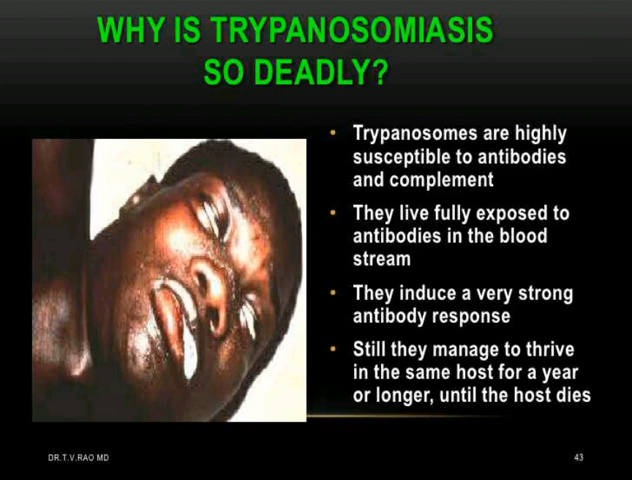 WHY IS TRYPANOSOMIASIS
SO DEADLY?
• Trypanosomes are highly
susceptible to antibodies
and complement
• They live fully exposed to
antibodies in the blood
stream
• They induce a very strong
antibody response
• Still they manage to thrive
in the same host for a year
or longer, until the host dies
DR.T.V.RAO MD
43